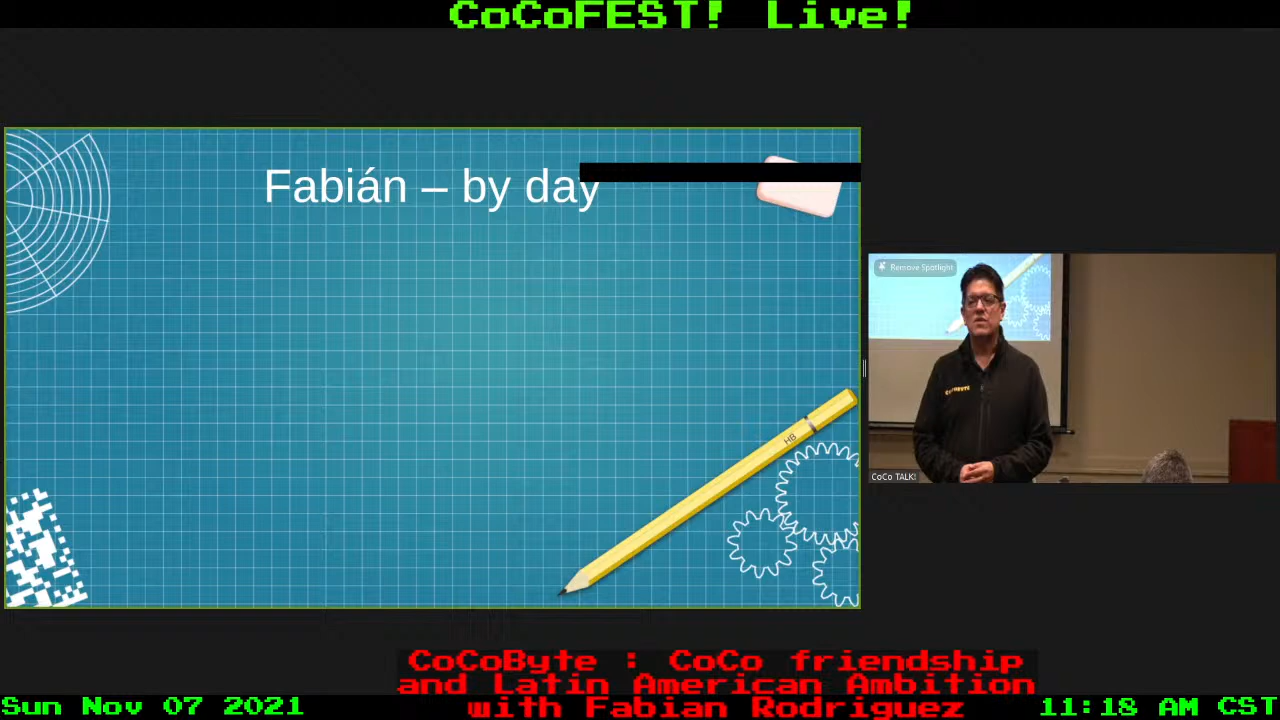 CoCoFEST! Live!
Fabián – by day
HB
Remove Spotlight
CoCo TALK!
CoCoByte : CoCo friendship
and Latin American Ambition
with Fabian Rodriguez
Sun Nov 07 2021
11:18 AM CST